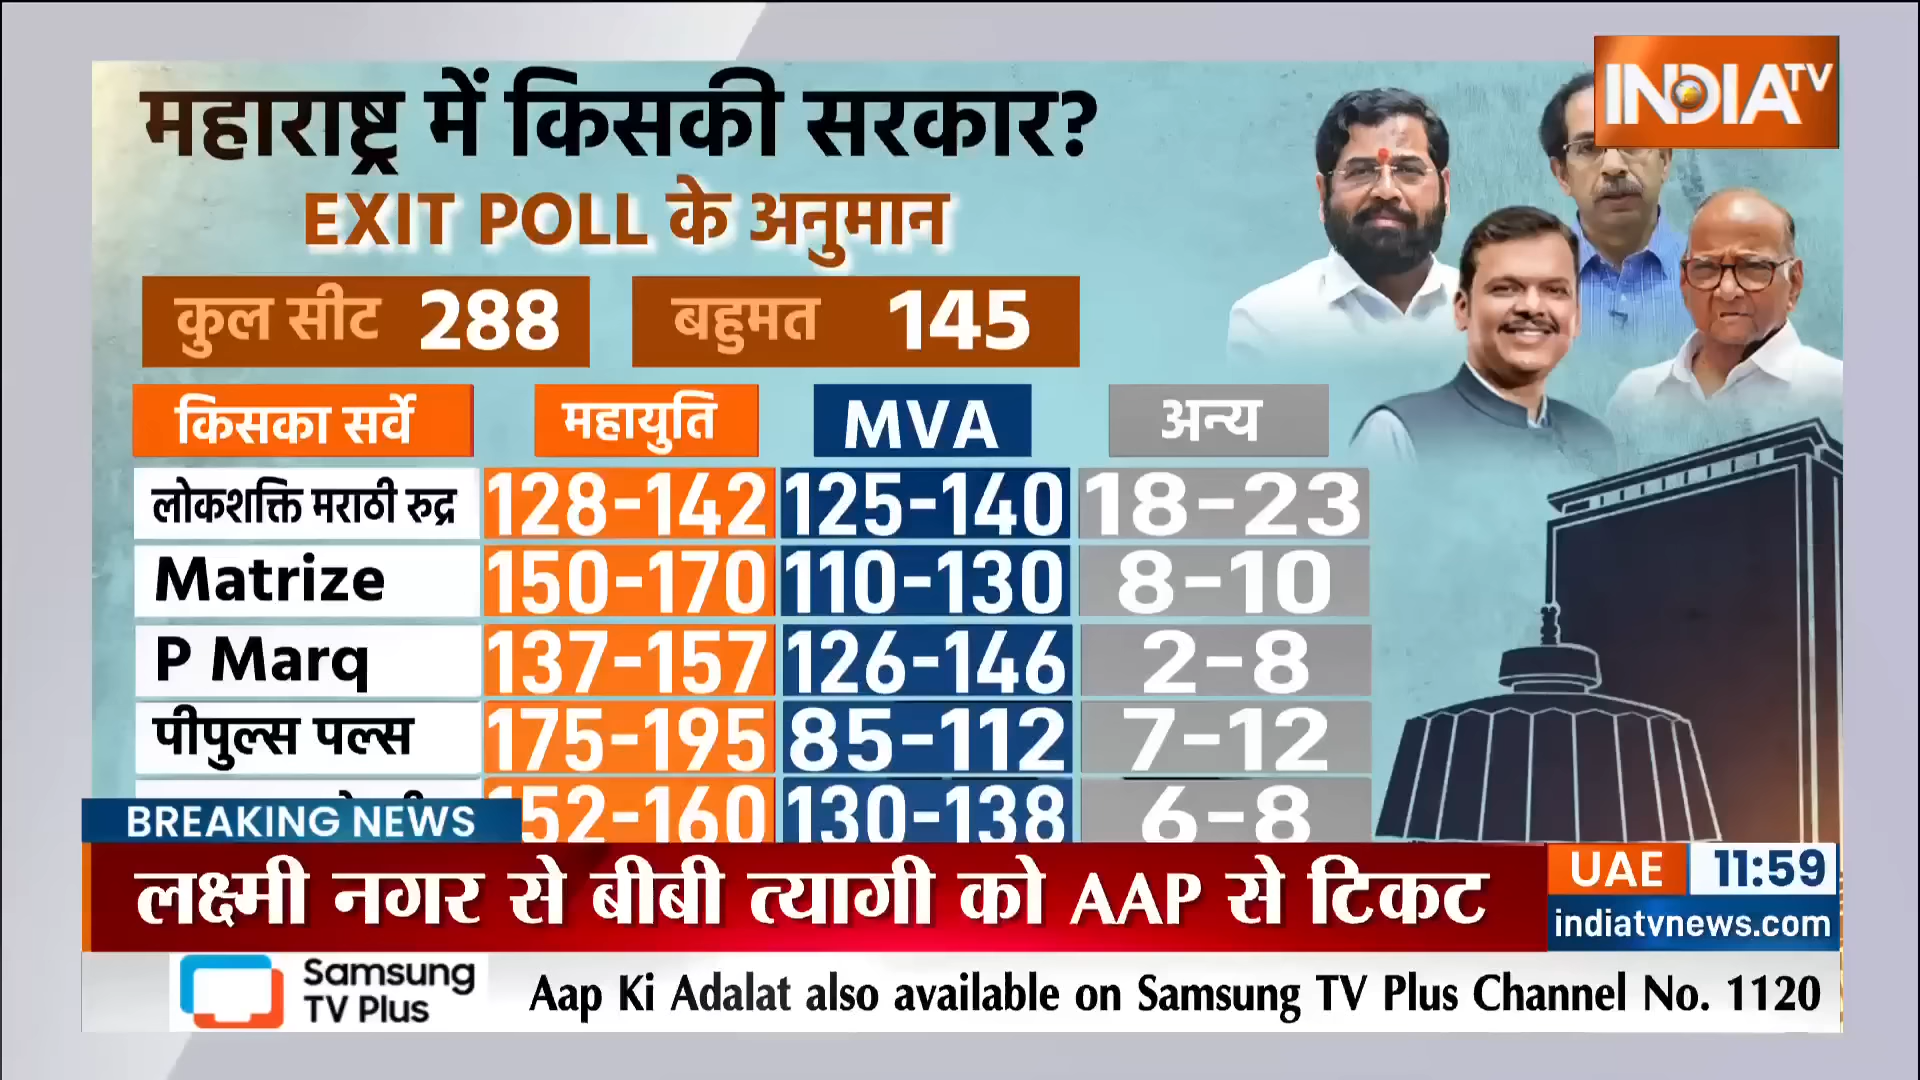 INDIA TV
महाराष्ट्र में किसकी सरकार?
EXIT POLL के अनुमान
कुल सीट 288 बहुमत 145
किसका सर्वे महायुति MVA अन्य
लोकशक्ति मराठी रुद्र 128-142 125-140 18-23
Matrize 150-170 110-130 8-10
P Marq 137-157 126-146 2-8
पीपुल्स पल्स 175-195 85-112 7-12
152-160 130-138 6-8
BREAKING NEWS
लक्ष्मी नगर से बीबी त्यागी को AAP से टिकट
UAE 11:59
indiatvnews.com
Samsung
TV Plus
Aap Ki Adalat also available on Samsung TV Plus Channel No. 1120